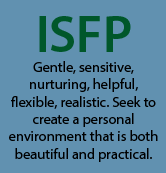 ISFP
Gentle, sensitive,
nurturing, helpful,
flexible, realistic. Seek to
create a personal
environment that is both
beautiful and practical.